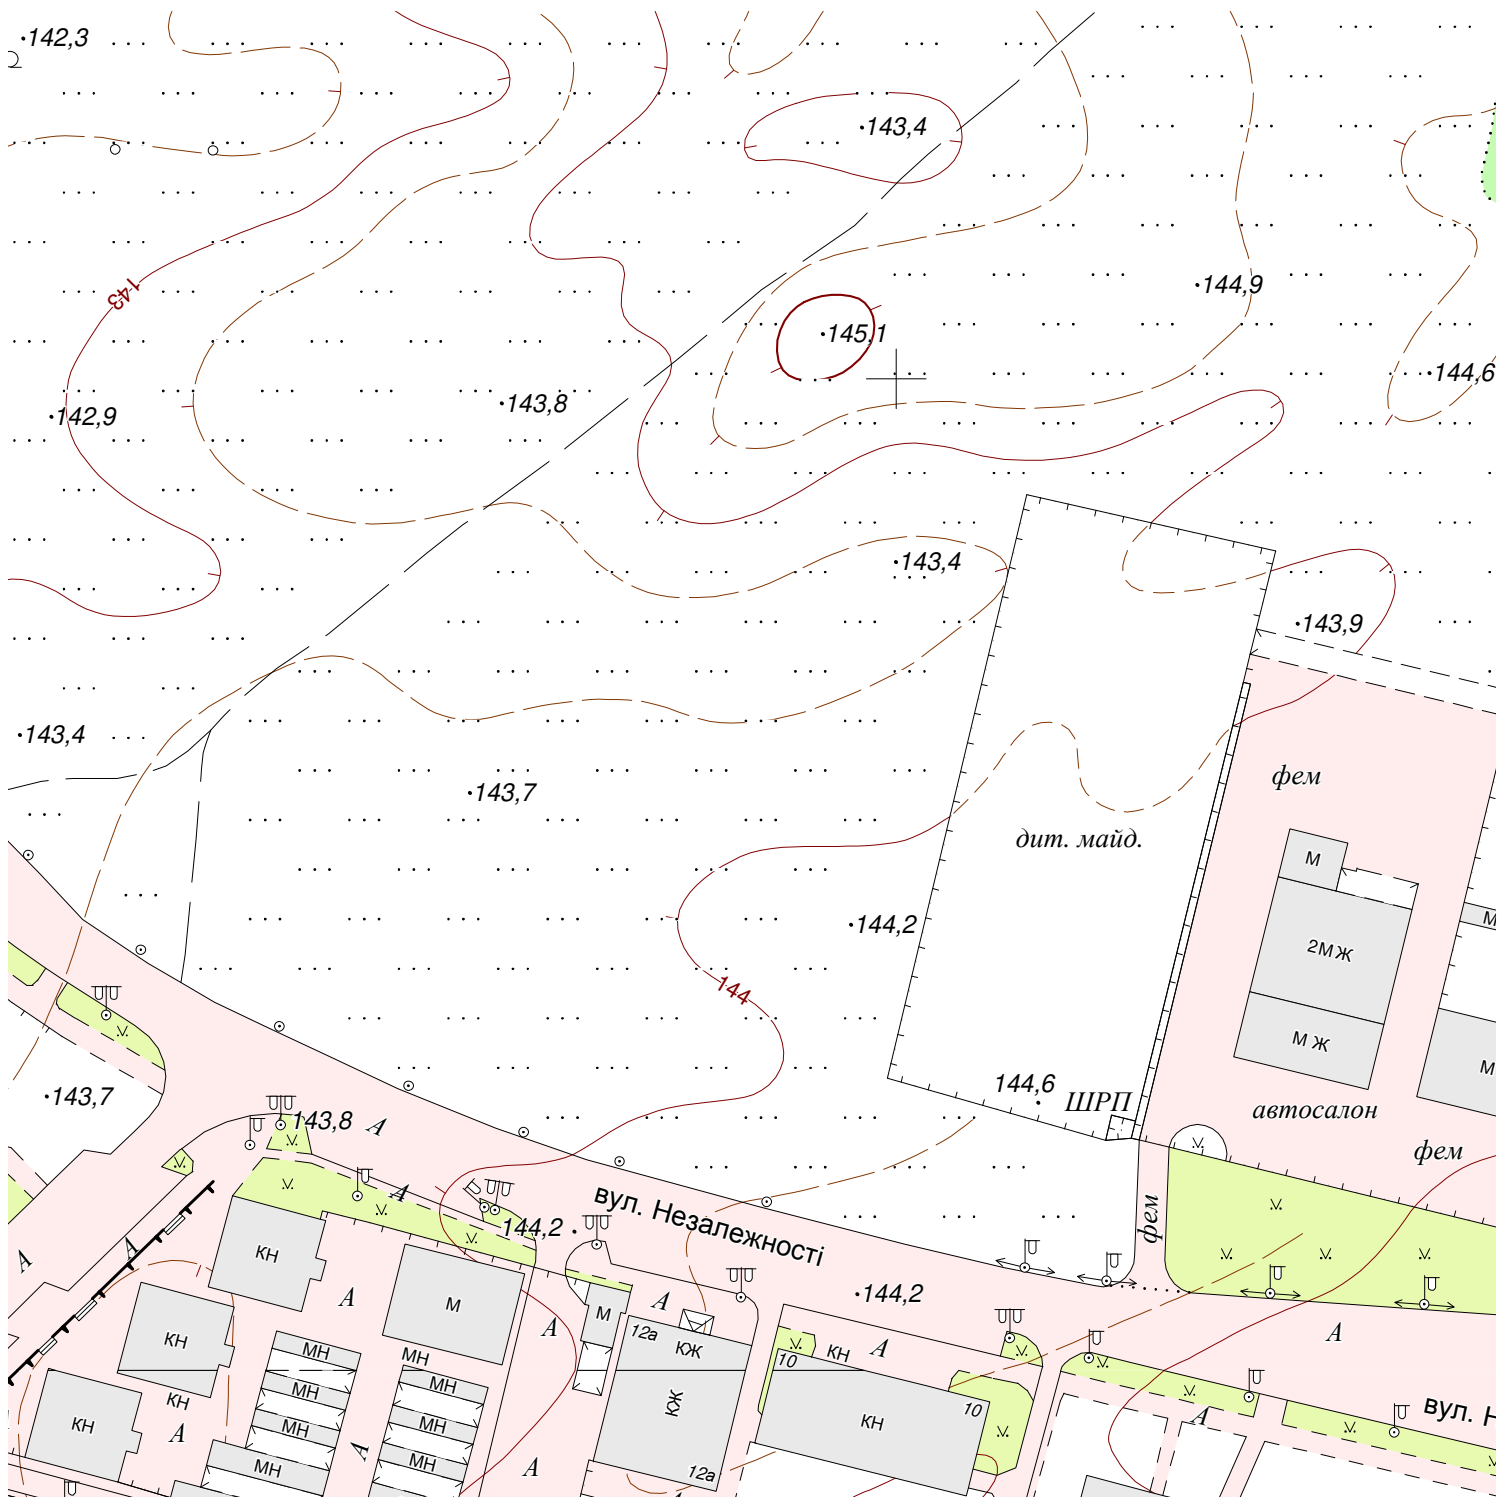 142,3
143,4
144,9
143
145,1
144,6
142,9
143,8
143,4
143,9
143,4
143,7
фем
дит. майд.
М
М
144,2
2МЖ
144
МЖ
М
144,6
ШРП
143,7
автосалон
143,8
А
фем
А
вул. Незалежності
фем
144,2
А
А
КН
144,2
А
М
А
М
А
12а
КЖ
КН
А
А
10
КН
МН
МН
МН
МН
КН
КЖ
10
КН
А
вул. Н
КН
А
МН
МН
А
МН
МН
А
12а